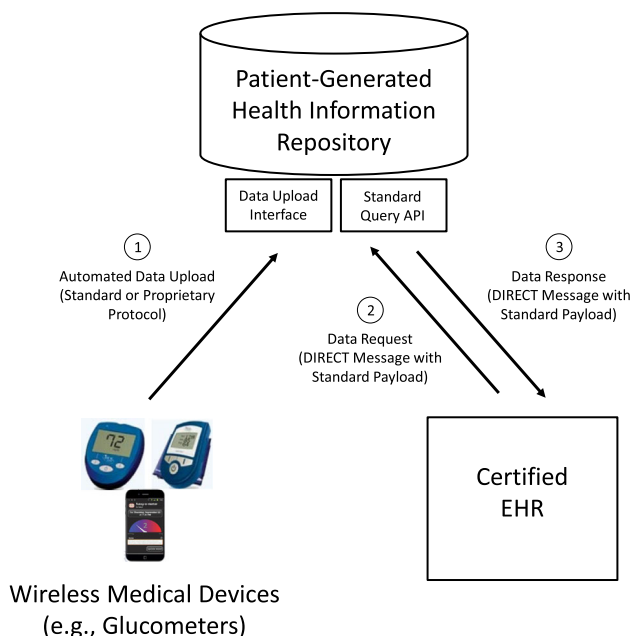 Patient-Generated
Health Information
Repository
Data Upload
Interface
Standard
Query API
1
Automated Data Upload
(Standard or Proprietary
Protocol)
2
Data Request
(DIRECT Message with
Standard Payload)
3
Data Response
(DIRECT Message with
Standard Payload)
72
Certified
EHR
Wireless Medical Devices
(e.g., Glucometers)